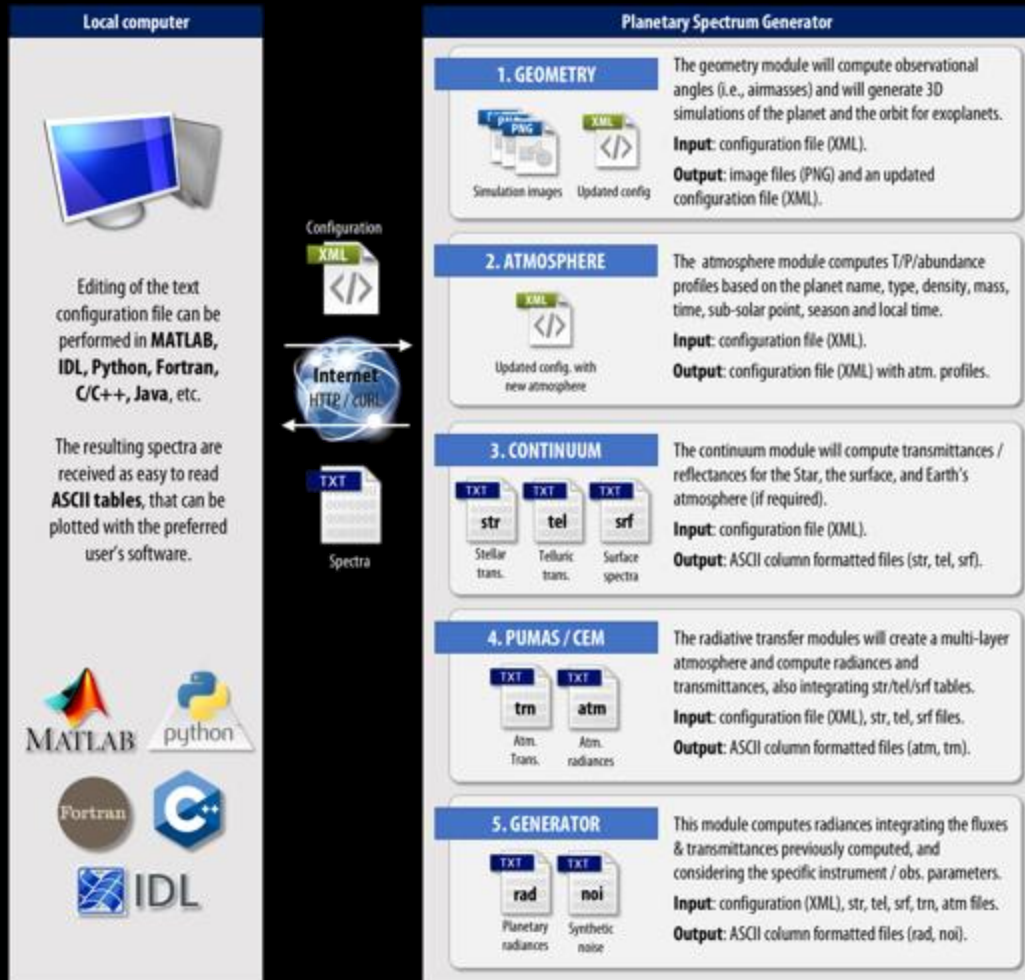 Local computer
Editing of the text
configuration file can be
performed in MATLAB,
IDL, Python, Fortran,
C/C++, Java, etc.
The resulting spectra are
received as easy to read
ASCII tables, that can be
plotted with the preferred
user's software.
MATLAB
python
Fortran
C++
IDL
Configuration
XML
</>
Internet
HTTP / cURL
TXT
Spectra
Planetary Spectrum Generator
1. GEOMETRY
PNG
Simulation images
XML
</>
Updated config
The geometry module will compute observational
angles (i.e., airmasses) and will generate 3D
simulations of the planet and the orbit for exoplanets.
Input: configuration file (XML).
Output: image files (PNG) and an updated
configuration file (XML).
2. ATMOSPHERE
XML
</>
Updated config. with
new atmosphere
The atmosphere module computes T/P/abundance
profiles based on the planet name, type, density, mass,
time, sub-solar point, season and local time.
Input: configuration file (XML).
Output: configuration file (XML) with atm. profiles.
3. CONTINUUM
TXT TXT TXT
str tel srf
Stellar Telluric Surface
trans. trans. spectra
The continuum module will compute transmittances /
reflectances for the Star, the surface, and Earth's
atmosphere (if required).
Input: configuration file (XML).
Output: ASCII column formatted files (str, tel, srf).
4. PUMAS / CEM
TXT TXT
trn atm
Atm. Atm.
Trans. radiances
The radiative transfer modules will create a multi-layer
atmosphere and compute radiances and
transmittances, also integrating str/tel/srf tables.
Input: configuration file (XML), str, tel, srf files.
Output: ASCII column formatted files (atm, trn).
5. GENERATOR
TXT TXT
rad noi
Planetary Synthetic
radiances noise
This module computes radiances integrating the fluxes
& transmittances previously computed, and
considering the specific instrument / obs. parameters.
Input: configuration (XML), str, tel, srf, trn, atm files.
Output: ASCII column formatted files (rad, noi).